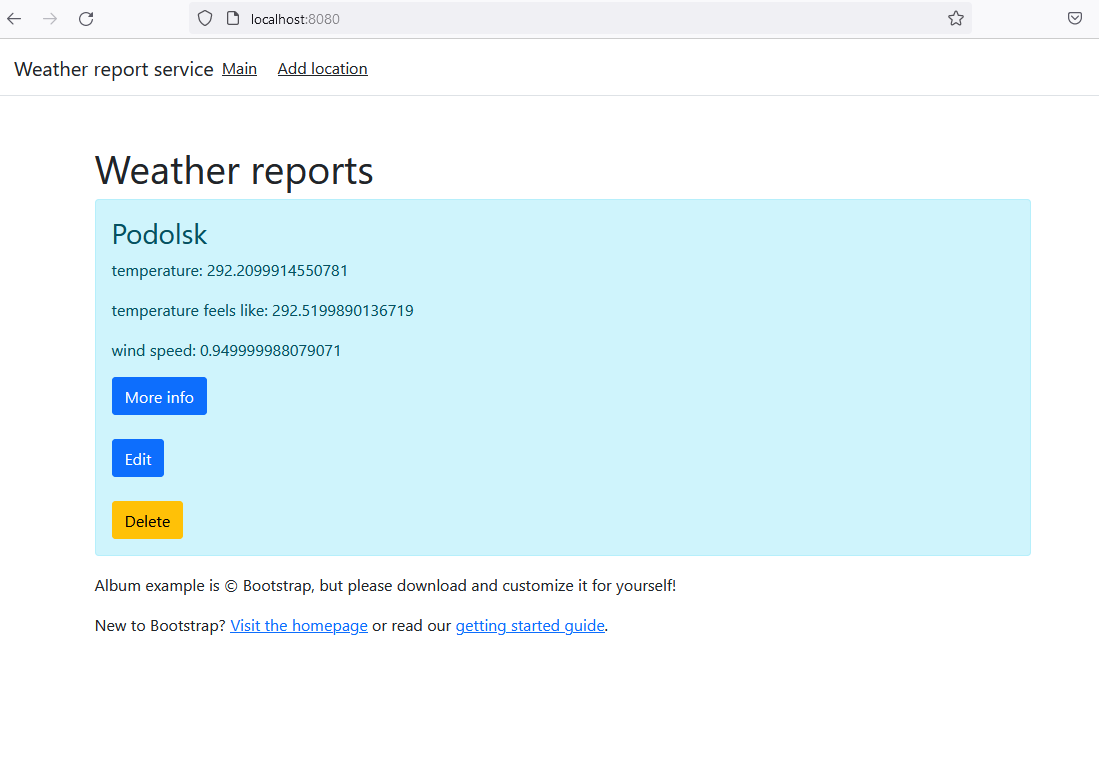 localhost:8080
Weather report service Main Add location
Weather reports
Podolsk
temperature: 292.2099914550781
temperature feels like: 292.5199890136719
wind speed: 0.949999988079071
More info
Edit
Delete
Album example is © Bootstrap, but please download and customize it for yourself!
New to Bootstrap? Visit the homepage or read our getting started guide.